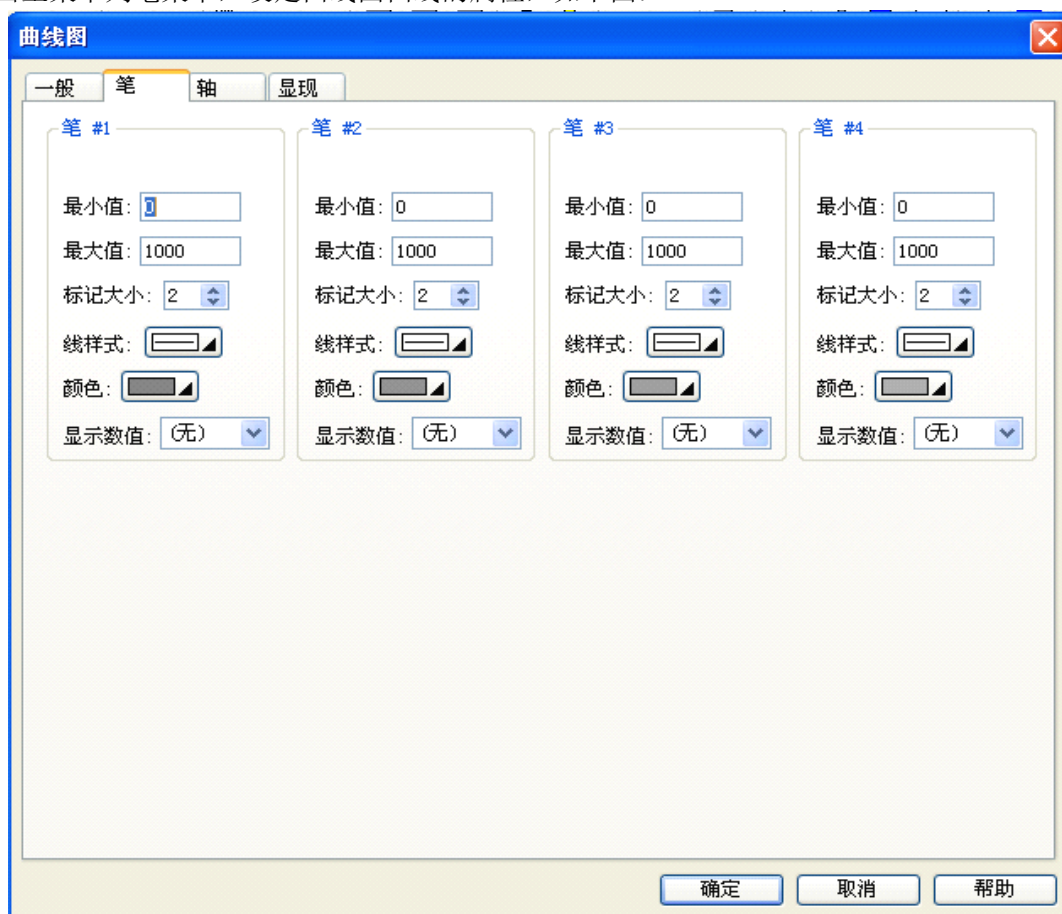 曲线图
一般 笔 轴 显现
笔 #1 笔 #2 笔 #3 笔 #4
最小值: 0 最小值: 0 最小值: 0 最小值: 0
最大值: 1000 最大值: 1000 最大值: 1000 最大值: 1000
标记大小: 2 标记大小: 2 标记大小: 2 标记大小: 2
线样式: 线样式: 线样式: 线样式:
颜色: 颜色: 颜色: 颜色:
显示数值: (无) 显示数值: (无) 显示数值: (无) 显示数值: (无)
确定 取消 帮助